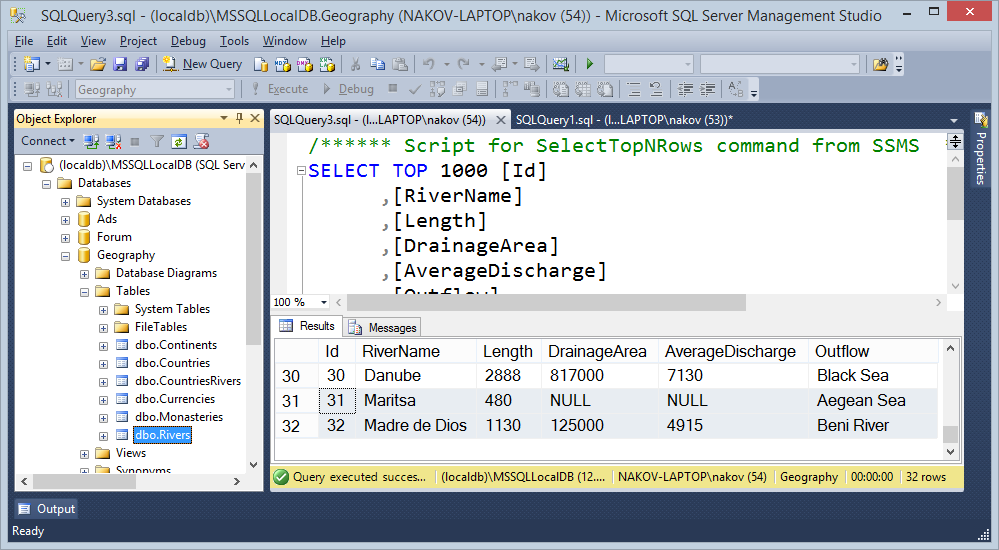 SQLQuery3.sql - (localdb)\MSSQLLocalDB.Geography (NAKOV-LAPTOP\nakov (54)) - Microsoft SQL Server Management Studio
File Edit View Project Debug Tools Window Help
New Query
Geography Execute Debug
Object Explorer
Connect
(localdb)\MSSQLLocalDB (SQL Serv
Databases
System Databases
Ads
Forum
Geography
Database Diagrams
Tables
System Tables
FileTables
dbo.Continents
dbo.Countries
dbo.CountriesRivers
dbo.Currencies
dbo.Monasteries
dbo.Rivers
Views
Synonyms
SQLQuery3.sql - (l...LAPTOP\nakov (54)) SQLQuery1.sql - (l...LAPTOP\nakov (53))*
/****** Script for SelectTopNRows command from SSMS
SELECT TOP 1000 [Id]
,[RiverName]
,[Length]
,[DrainageArea]
,[AverageDischarge]
,[Outflow]
100 %
Results Messages
Id RiverName Length DrainageArea AverageDischarge Outflow
30 30 Danube 2888 817000 7130 Black Sea
31 31 Maritsa 480 NULL NULL Aegean Sea
32 32 Madre de Dios 1130 125000 4915 Beni River
Query executed succes... (localdb)\MSSQLLocalDB (12.... NAKOV-LAPTOP\nakov (54) Geography 00:00:00 32 rows
Properties
Output
Ready